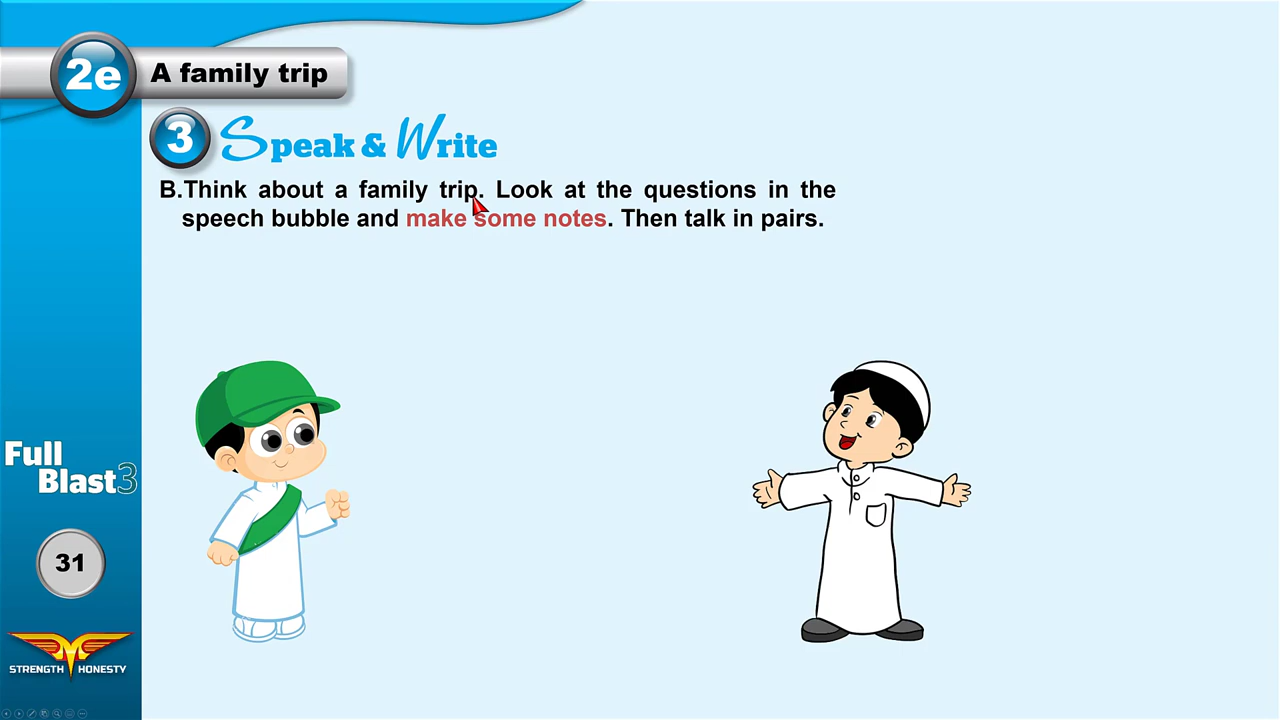 2e
A family trip
3
Speak & Write
B.Think about a family trip. Look at the questions in the
speech bubble and make some notes. Then talk in pairs.
Full
Blast3
31
STRENGTH HONESTY